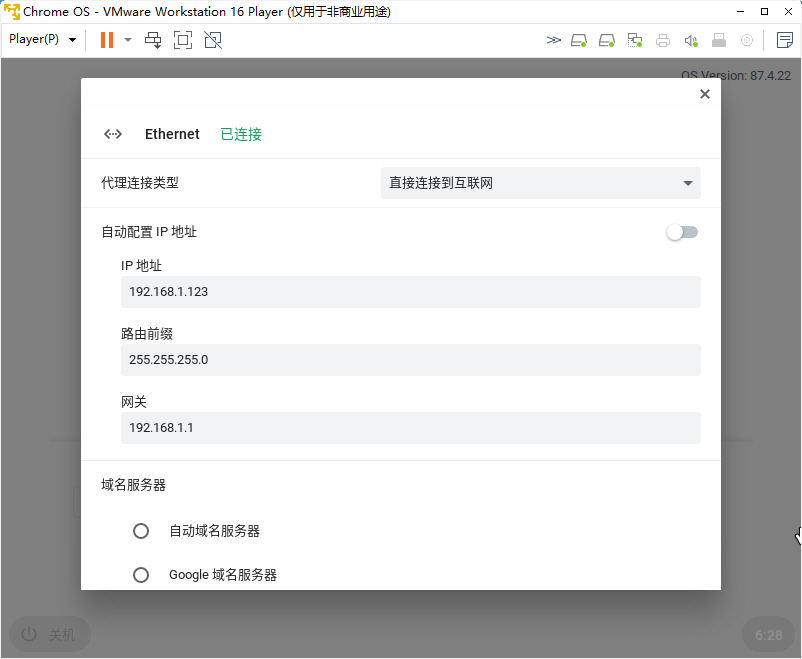 Chrome OS - VMware Workstation 16 Player (仅用于非商业用途)
Player(P)
OS Version: 87.4.22
Ethernet 已连接
代理连接类型 直接连接到互联网
自动配置 IP 地址
IP 地址
192.168.1.123
路由前缀
255.255.255.0
网关
192.168.1.1
域名服务器
自动域名服务器
Google 域名服务器
关机 6:28